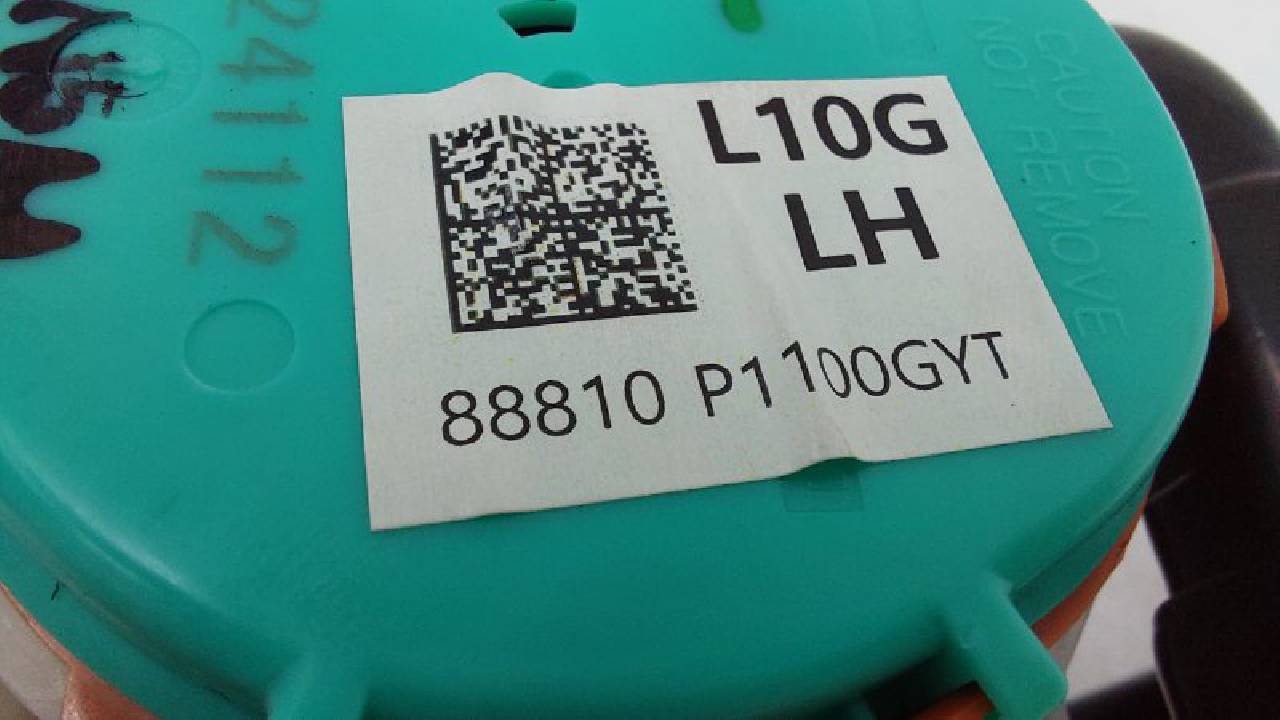 L10G
LH
88810 P1100GYT
24112
CAUTION
NOT REMOVE